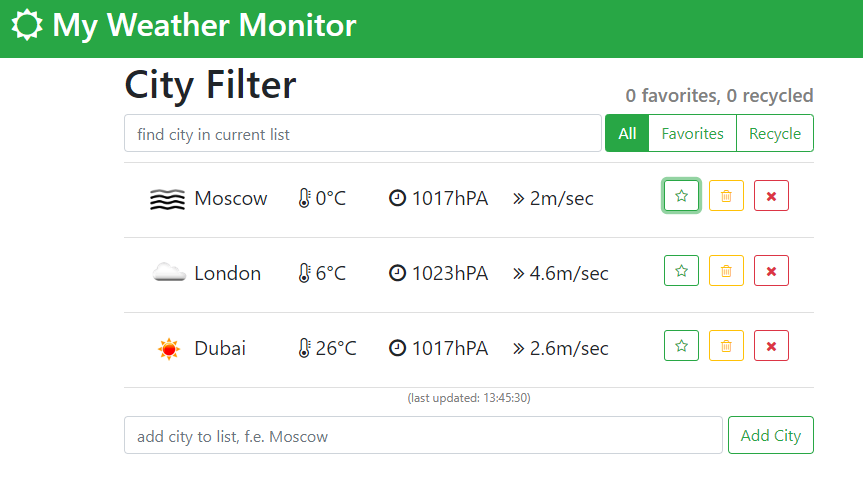 My Weather Monitor
City Filter
0 favorites, 0 recycled
find city in current list All Favorites Recycle
Moscow 0°C 1017hPA 2m/sec
London 6°C 1023hPA 4.6m/sec
Dubai 26°C 1017hPA 2.6m/sec
(last updated: 13:45:30)
add city to list, f.e. Moscow Add City